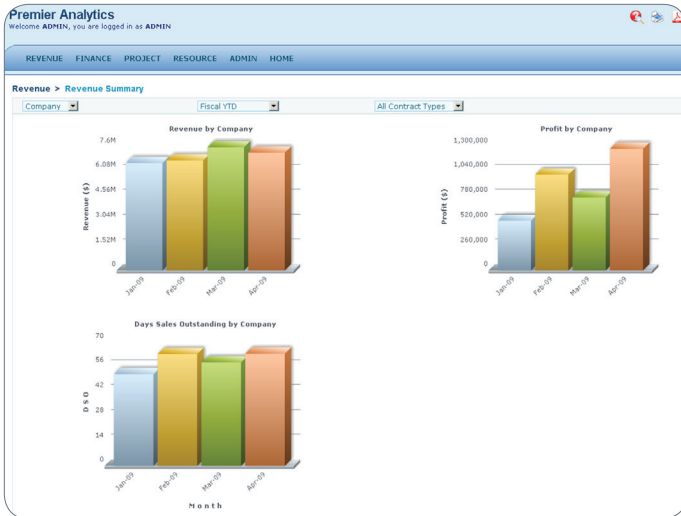 Premier Analytics
Welcome ADMIN, you are logged in as ADMIN
REVENUE FINANCE PROJECT RESOURCE ADMIN HOME
Revenue > Revenue Summary
Company Fiscal YTD All Contract Types
Revenue by Company
7.6M
6.08M
4.56M
3.04M
1.52M
0
Revenue ($)
Jan-09 Feb-09 Mar-09 Apr-09
Profit by Company
1,300,000
1,040,000
780,000
520,000
260,000
0
Profit ($)
Jan-09 Feb-09 Mar-09 Apr-09
Days Sales Outstanding by Company
70
56
42
28
14
0
DSO
Jan-09 Feb-09 Mar-09 Apr-09
Month